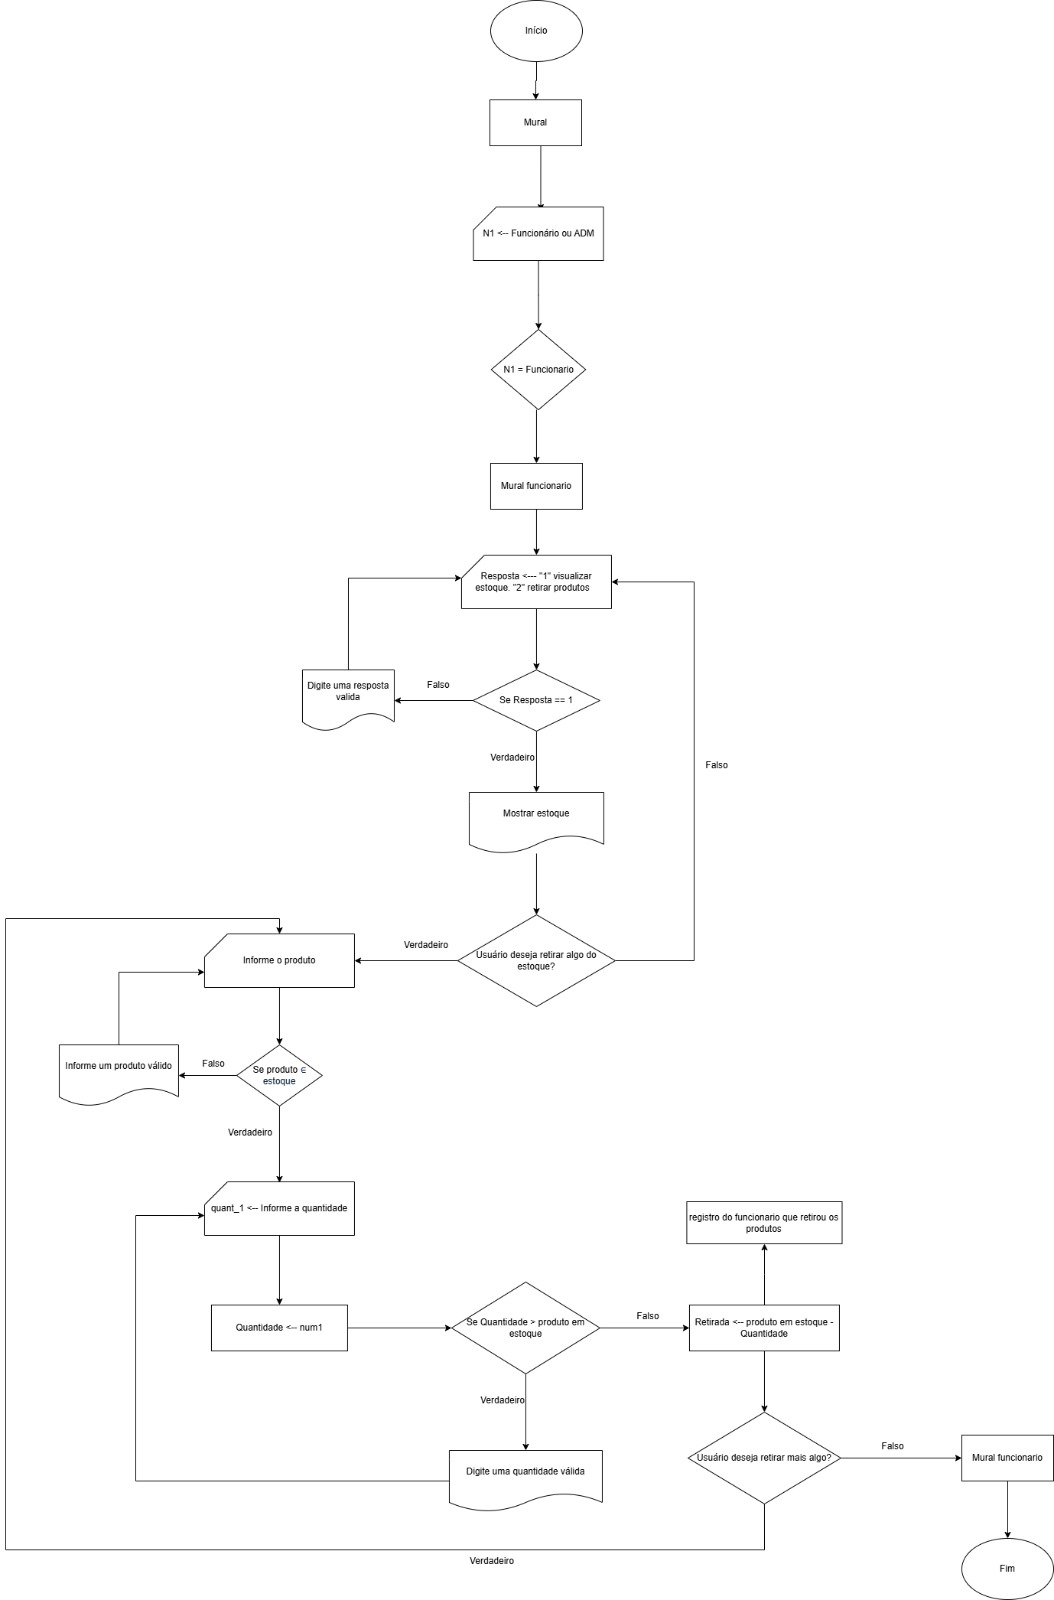 Início
Mural
N1 <-- Funcionário ou ADM
N1 = Funcionario
Mural funcionario
Resposta <--- "1" visualizar
estoque. "2" retirar produtos
Digite uma resposta
valida
Falso
Se Resposta == 1
Verdadeiro
Falso
Mostrar estoque
Verdadeiro
Usuário deseja retirar algo do
estoque?
Informe o produto
Informe um produto válido
Falso
Se produto ∈
estoque
Verdadeiro
quant_1 <-- Informe a quantidade
registro do funcionario que retirou os
produtos
Quantidade <-- num1
Se Quantidade > produto em
estoque
Falso
Retirada <-- produto em estoque -
Quantidade
Verdadeiro
Digite uma quantidade válida
Usuário deseja retirar mais algo?
Falso
Mural funcionario
Verdadeiro
Fim